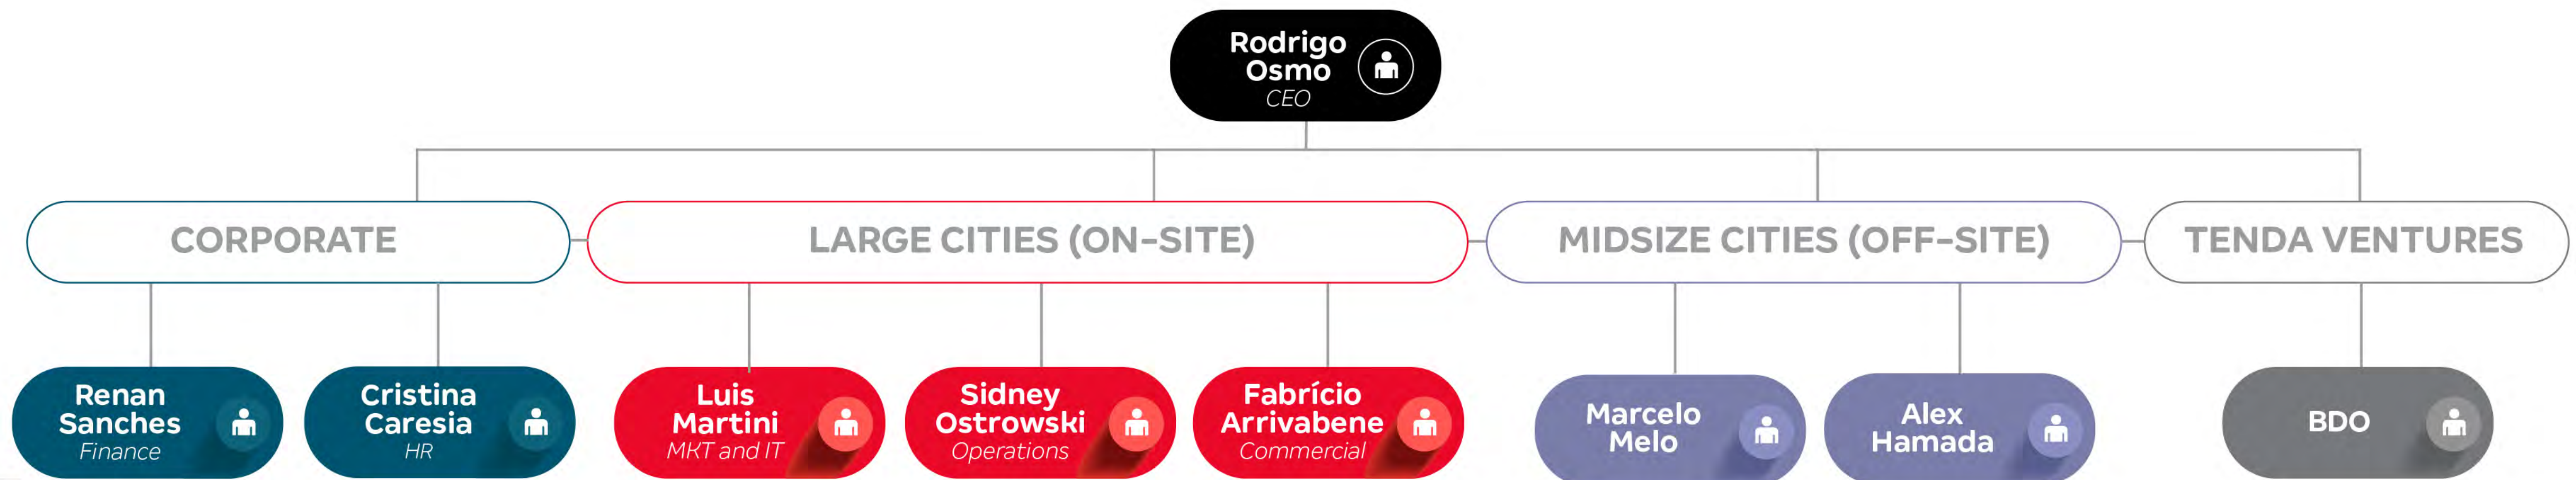 Rodrigo
Osmo
CEO
CORPORATE
LARGE CITIES (ON-SITE)
MIDSIZE CITIES (OFF-SITE)
TENDA VENTURES
Renan
Sanches
Finance
Cristina
Caresia
HR
Luis
Martini
MKT and IT
Sidney
Ostrowski
Operations
Fabrício
Arrivabene
Commercial
Marcelo
Melo
Alex
Hamada
BDO